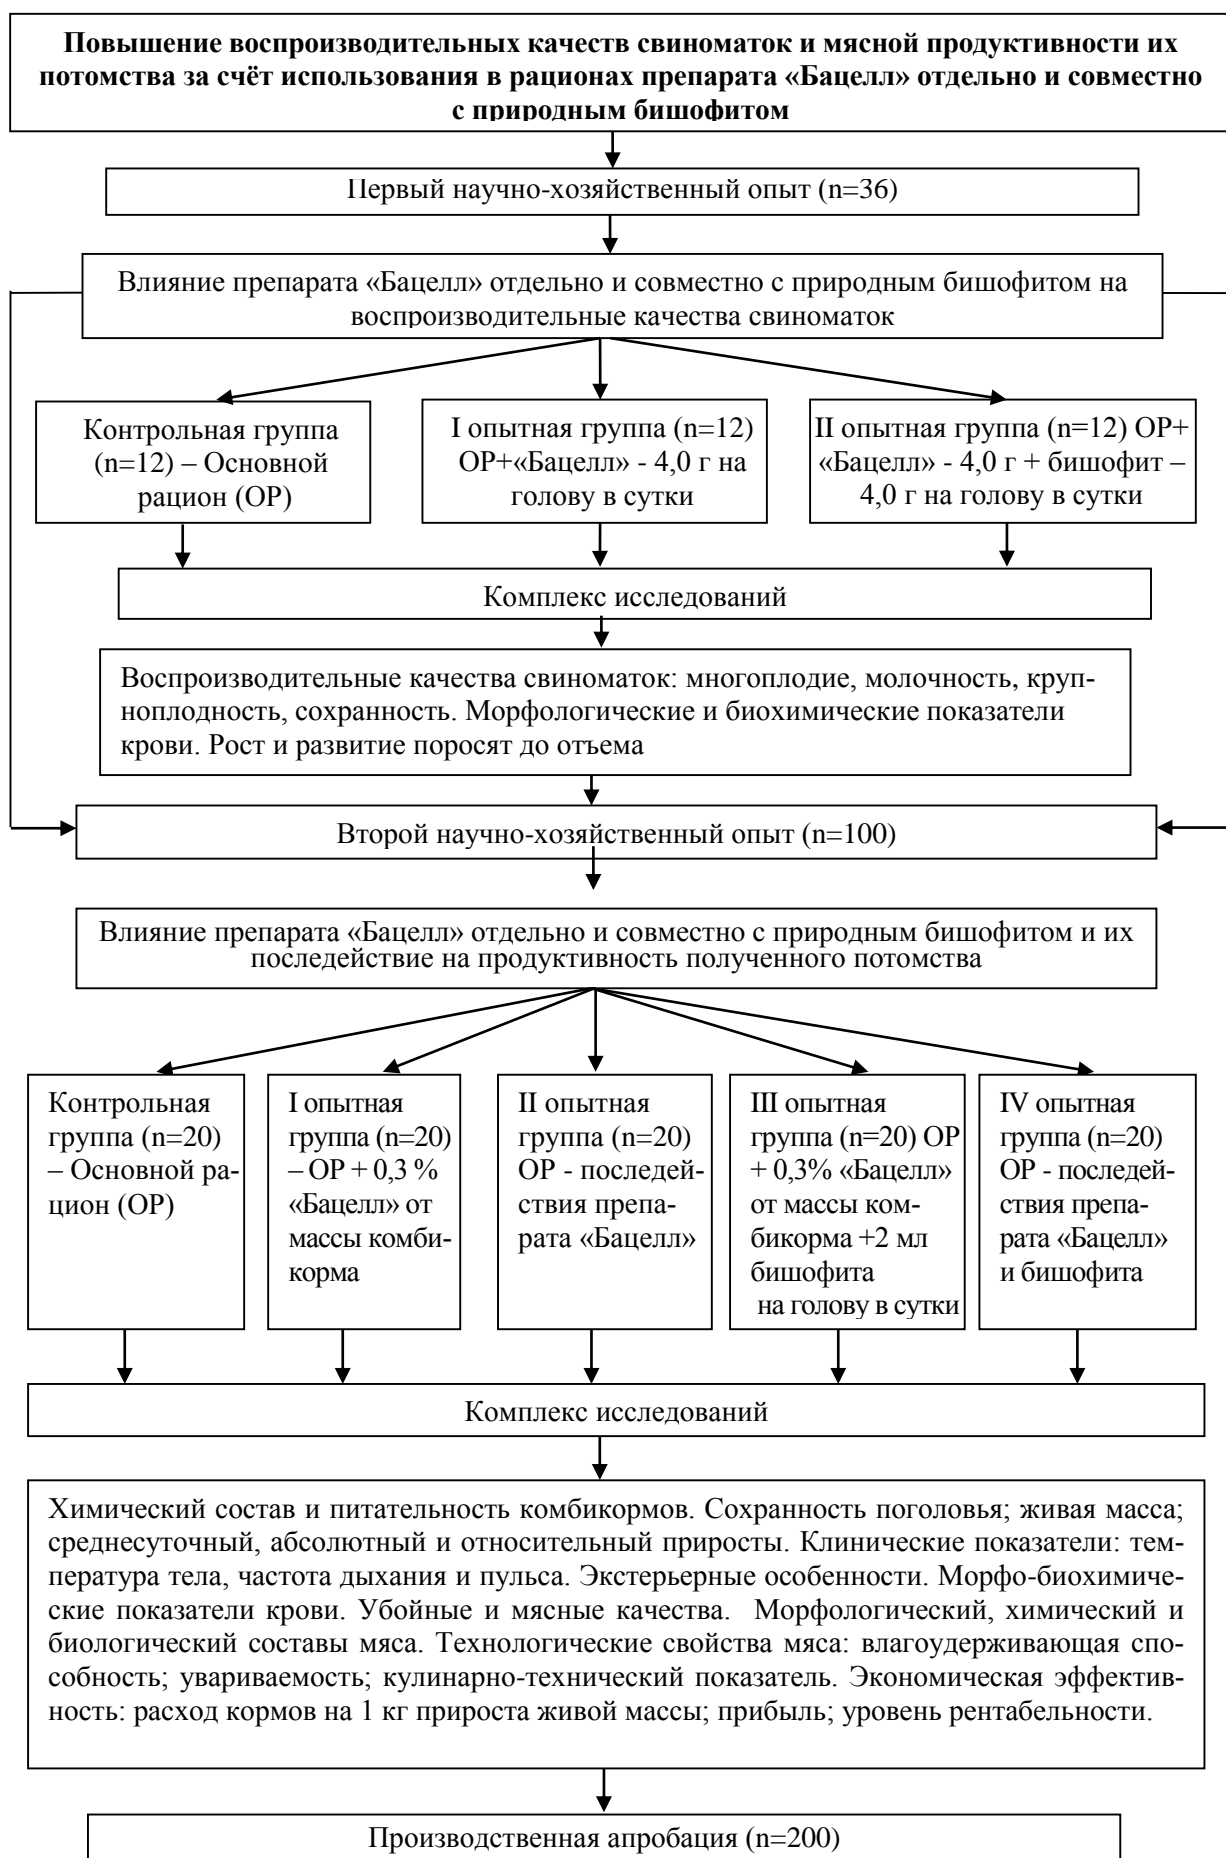 Повышение воспроизводительных качеств свиноматок и мясной продуктивности их
потомства за счёт использования в рационах препарата «Бацелл» отдельно и совместно
с природным бишофитом
Первый научно-хозяйственный опыт (n=36)
Влияние препарата «Бацелл» отдельно и совместно с природным бишофитом на
воспроизводительные качества свиноматок
Контрольная группа
(n=12) – Основной
рацион (ОР)
I опытная группа (n=12)
ОР+«Бацелл» - 4,0 г на
голову в сутки
II опытная группа (n=12) ОР+
«Бацелл» - 4,0 г + бишофит –
4,0 г на голову в сутки
Комплекс исследований
Воспроизводительные качества свиноматок: многоплодие, молочность, круп-
ноплодность, сохранность. Морфологические и биохимические показатели
крови. Рост и развитие поросят до отъема
Второй научно-хозяйственный опыт (n=100)
Влияние препарата «Бацелл» отдельно и совместно с природным бишофитом и их
последействие на продуктивность полученного потомства
Контрольная
группа (n=20)
– Основной ра-
цион (ОР)
I опытная
группа (n=20)
– ОР + 0,3 %
«Бацелл» от
массы комби-
корма
II опытная
группа (n=20)
ОР - последей-
ствия препа-
рата «Бацелл»
III опытная
группа (n=20) ОР
+ 0,3% «Бацелл»
от массы ком-
бикорма +2 мл
бишофита
на голову в сутки
IV опытная
группа (n=20)
ОР - последей-
ствия препа-
рата «Бацелл»
и бишофита
Комплекс исследований
Химический состав и питательность комбикормов. Сохранность поголовья; живая масса;
среднесуточный, абсолютный и относительный приросты. Клинические показатели: тем-
пература тела, частота дыхания и пульса. Экстерьерные особенности. Морфо-биохимиче-
ские показатели крови. Убойные и мясные качества. Морфологический, химический и
биологический составы мяса. Технологические свойства мяса: влагоудерживающая спо-
собность; увариваемость; кулинарно-технический показатель. Экономическая эффектив-
ность: расход кормов на 1 кг прироста живой массы; прибыль; уровень рентабельности.
Производственная апробация (n=200)